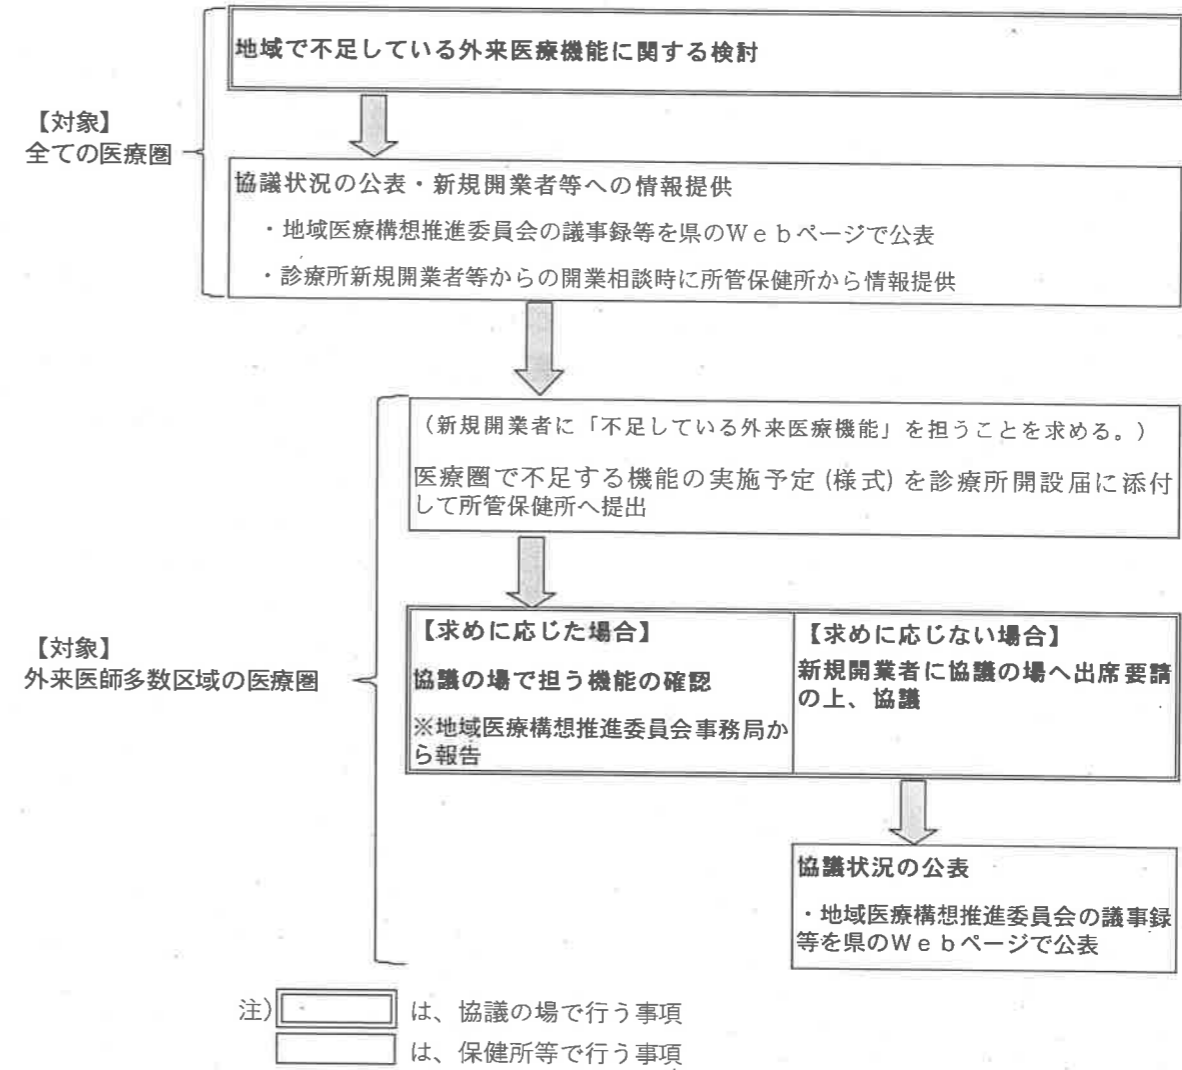 地域で不足している外来医療機能に関する検討
【対象】
全ての医療圏
協議状況の公表・新規開業者等への情報提供
・地域医療構想推進委員会の議事録等を県のＷｅｂページで公表
・診療所新規開業者等からの開業相談時に所管保健所から情報提供
（新規開業者に「不足している外来医療機能」を担うことを求める。）
医療圏で不足する機能の実施予定(様式)を診療所開設届に添付
して所管保健所へ提出
【対象】
外来医師多数区域の医療圏
【求めに応じた場合】
協議の場で担う機能の確認
※地域医療構想推進委員会事務局か
ら報告
【求めに応じない場合】
新規開業者に協議の場へ出席要請
の上、協議
協議状況の公表
・地域医療構想推進委員会の議事録
等を県のＷｅｂページで公表
注)
は、協議の場で行う事項
は、保健所等で行う事項